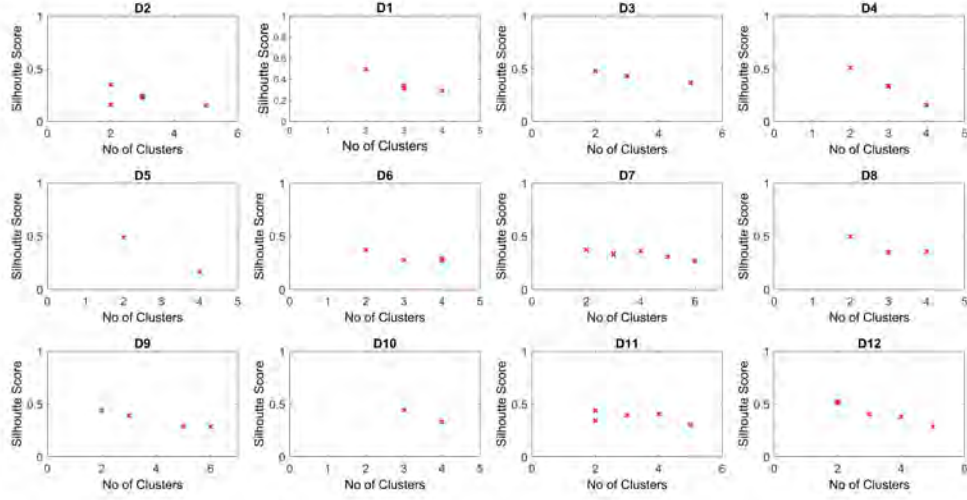 D2
Silhoutte Score
1
0.5
0
0 2 4 6
No of Clusters
D1
Silhoutte Score
1
0.8
0.6
0.4
0.2
0
0 1 2 3 4 5
No of Clusters
D3
Silhoutte Score
1
0.5
0
0 2 4 6
No of Clusters
D4
Silhoutte Score
1
0.5
0
0 1 2 3 4 5
No of Clusters
D5
Silhoutte Score
1
0.5
0
0 1 2 3 4 5
No of Clusters
D6
Silhoutte Score
1
0.5
0
0 1 2 3 4 5
No of Clusters
D7
Silhoutte Score
1
0.5
0
0 2 4 6
No of Clusters
D8
Silhoutte Score
1
0.5
0
0 1 2 3 4 5
No of Clusters
D9
Silhoutte Score
1
0.5
0
0 2 4 6
No of Clusters
D10
Silhoutte Score
1
0.5
0
0 1 2 3 4 5
No of Clusters
D11
Silhoutte Score
1
0.5
0
0 2 4 6
No of Clusters
D12
Silhoutte Score
1
0.5
0
0 2 4 6
No of Clusters